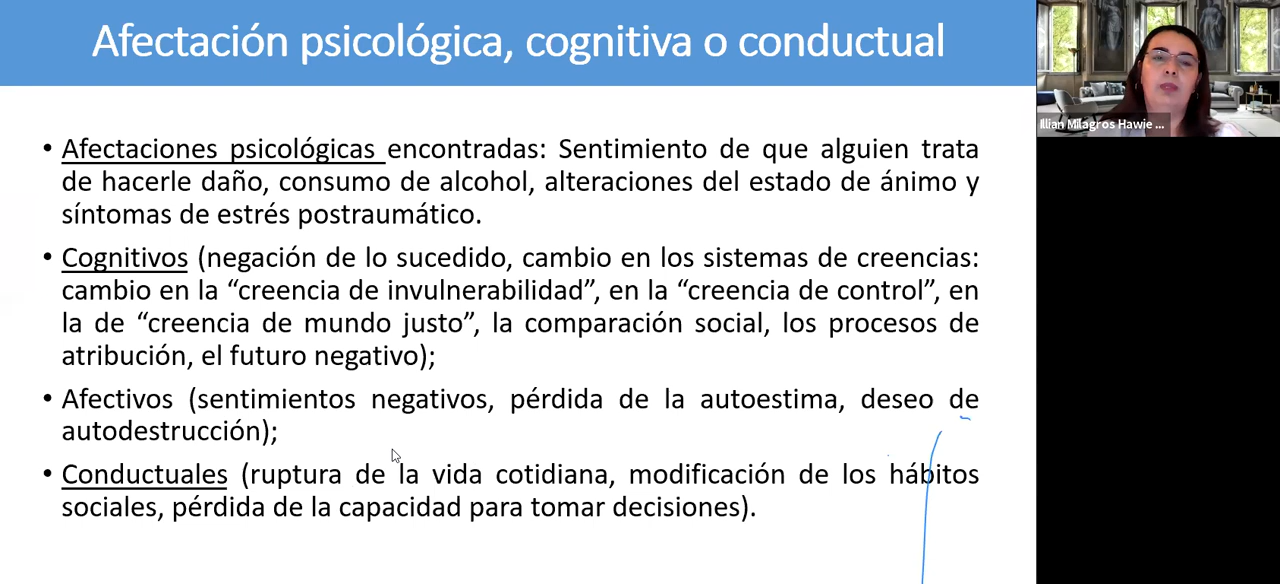 Afectación psicológica, cognitiva o conductual
• Afectaciones psicológicas encontradas: Sentimiento de que alguien trata
de hacerle daño, consumo de alcohol, alteraciones del estado de ánimo y
síntomas de estrés postraumático.
• Cognitivos (negación de lo sucedido, cambio en los sistemas de creencias:
cambio en la “creencia de invulnerabilidad”, en la “creencia de control”, en
la de “creencia de mundo justo”, la comparación social, los procesos de
atribución, el futuro negativo);
• Afectivos (sentimientos negativos, pérdida de la autoestima, deseo de
autodestrucción);
• Conductuales (ruptura de la vida cotidiana, modificación de los hábitos
sociales, pérdida de la capacidad para tomar decisiones).
Illian Milagros Hawie ...